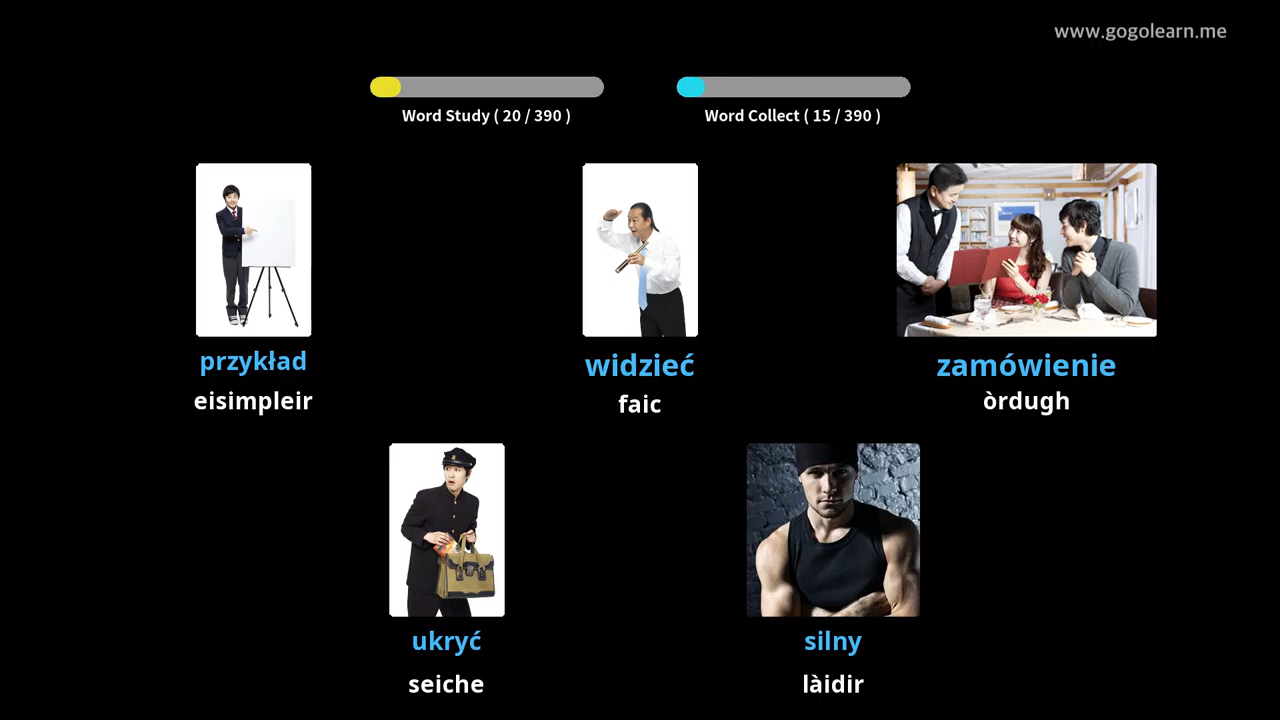 www.gogolearn.me
Word Study ( 20 / 390 )
Word Collect ( 15 / 390 )
przykład
eisimpleir
widzieć
faic
zamówienie
òrdugh
ukryć
seiche
silny
làidir